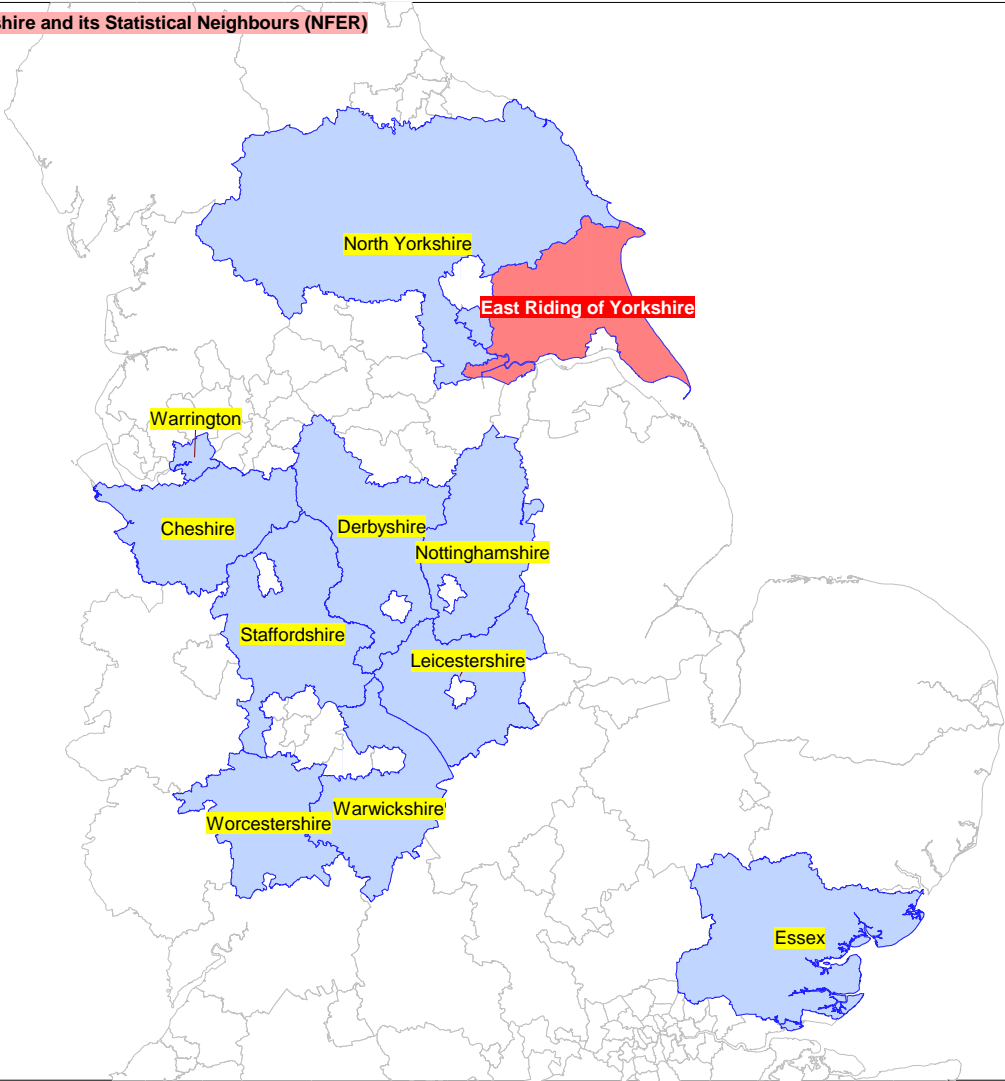 shire and its Statistical Neighbours (NFER)
North Yorkshire
East Riding of Yorkshire
Warrington
Cheshire
Derbyshire
Nottinghamshire
Staffordshire
Leicestershire
Worcestershire
Warwickshire
Essex